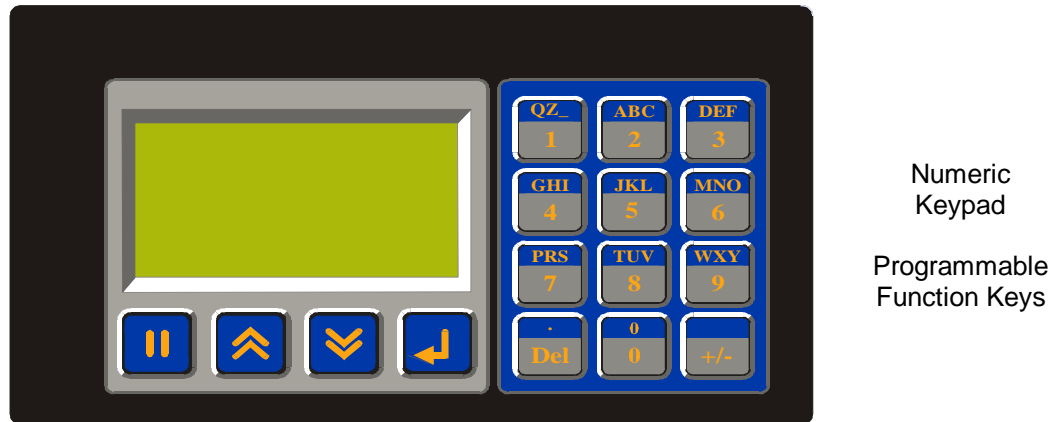 QZ_ ABC DEF
1 2 3
GHI JKL MNO
4 5 6
PRS TUV WXY
7 8 9
. 0
Del 0 +/-
Numeric
Keypad
Programmable
Function Keys